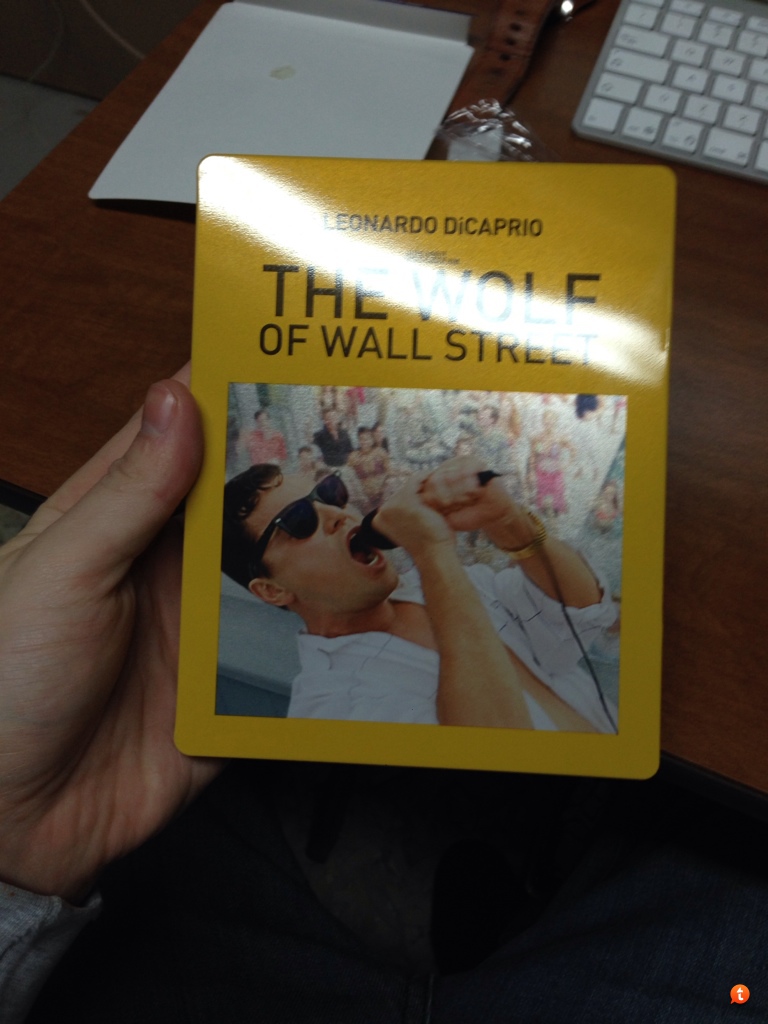 LEONARDO DiCAPRIO
THE WOLF
OF WALL STREET